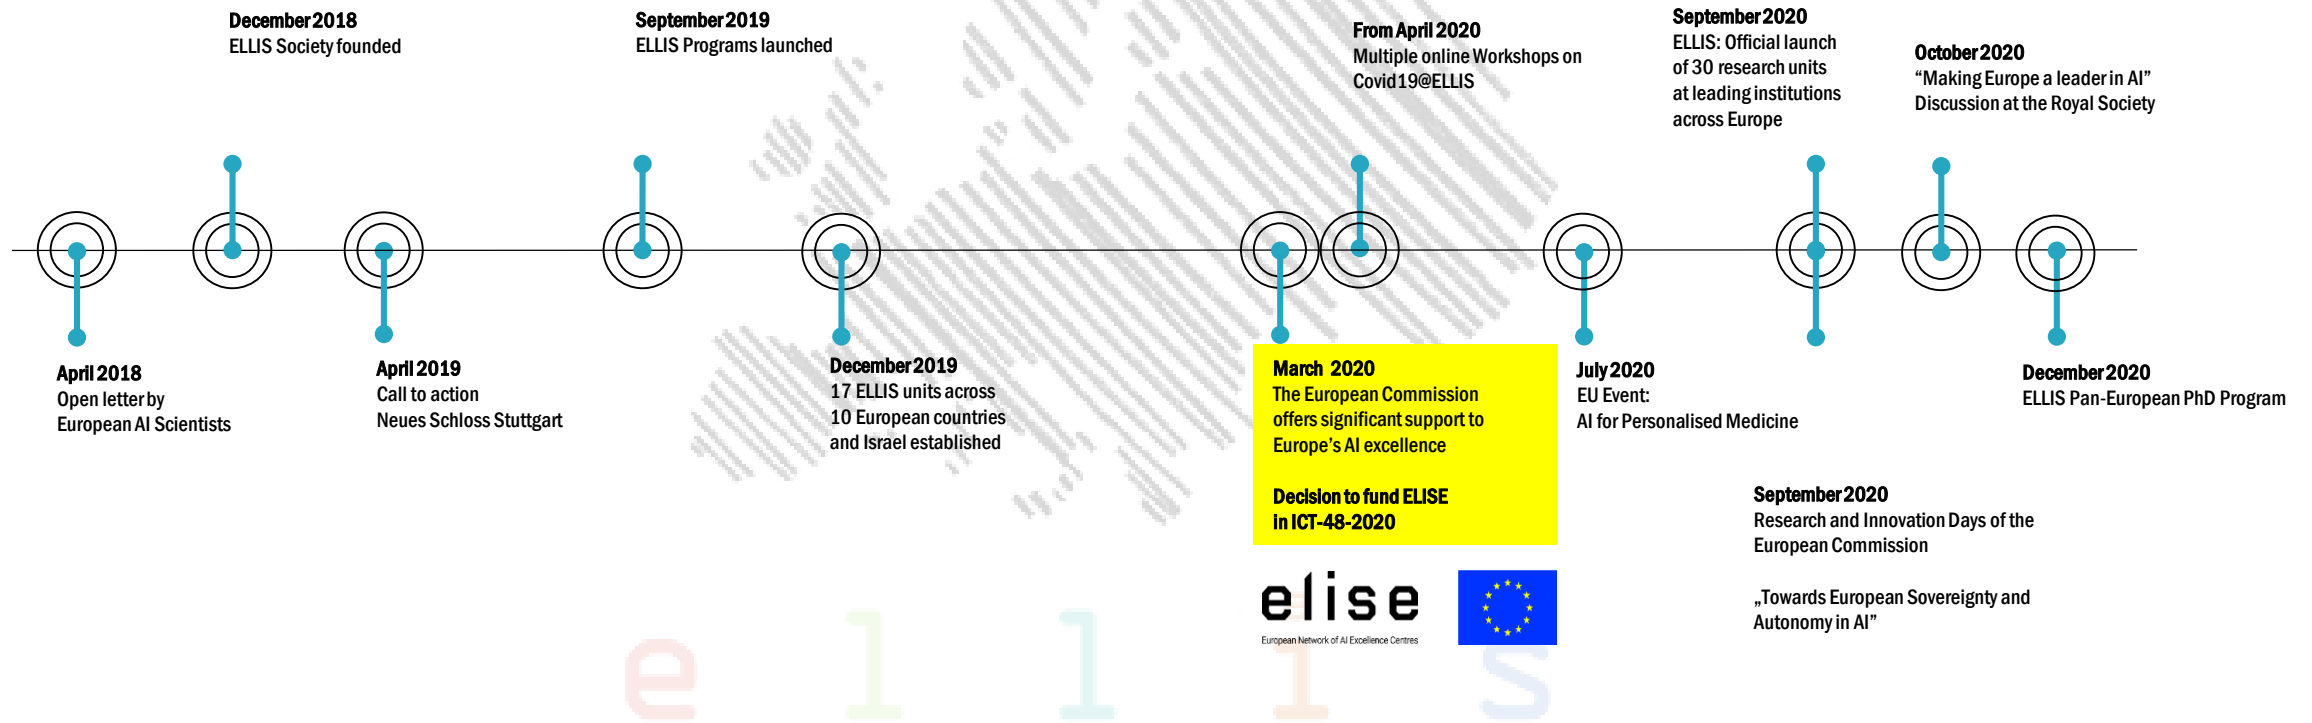 December 2018
ELLIS Society founded
September 2019
ELLIS Programs launched
From April 2020
Multiple online Workshops on
Covid19@ELLIS
September 2020
ELLIS: Official launch
of 30 research units
at leading institutions
across Europe
October 2020
“Making Europe a leader in AI”
Discussion at the Royal Society
April 2018
Open letter by
European AI Scientists
April 2019
Call to action
Neues Schloss Stuttgart
December 2019
17 ELLIS units across
10 European countries
and Israel established
March 2020
The European Commission
offers significant support to
Europe’s AI excellence
Decision to fund ELISE
in ICT-48-2020
elise
European Network of AI Excellence Centres
July 2020
EU Event:
AI for Personalised Medicine
September 2020
Research and Innovation Days of the
European Commission
„Towards European Sovereignty and
Autonomy in AI”
December 2020
ELLIS Pan-European PhD Program
ellis